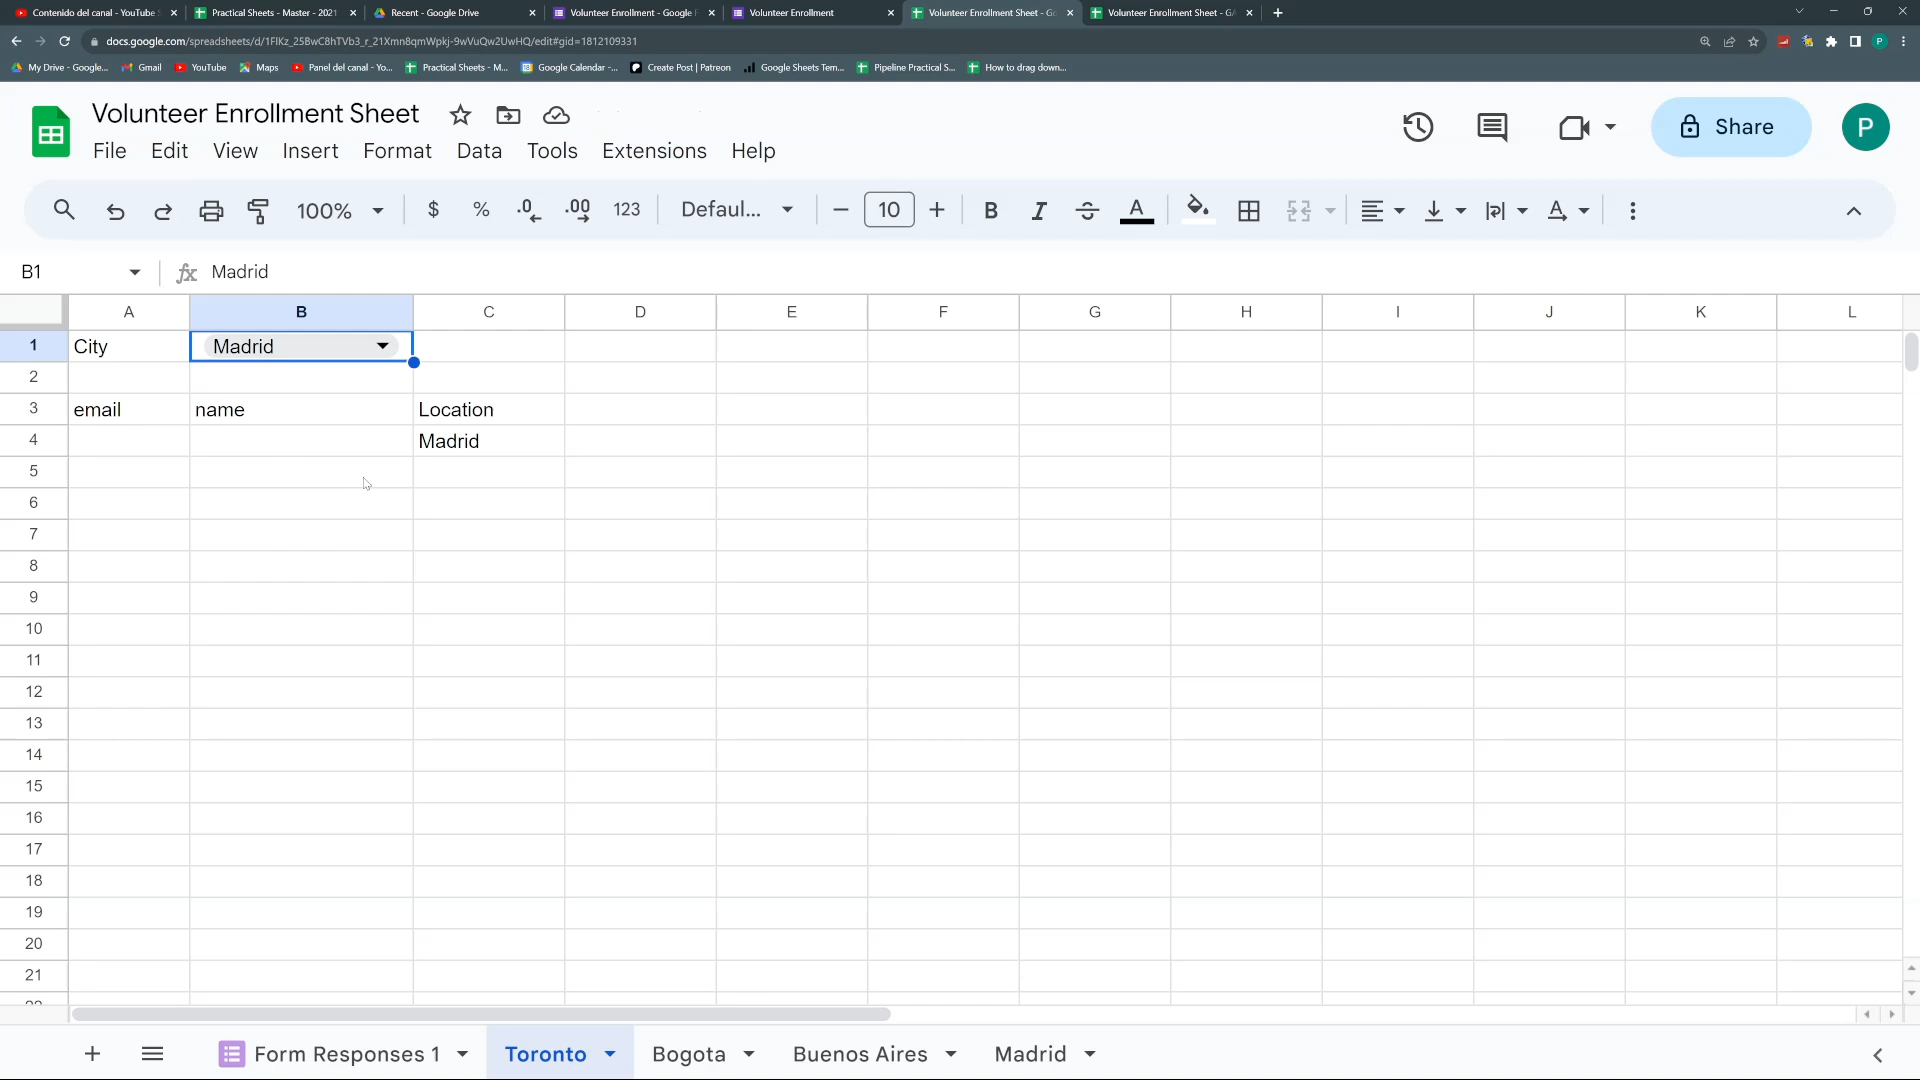 Contenido del canal - YouTube S
Practical Sheets - Master - 2021
Recent - Google Drive
Volunteer Enrollment - Google F
Volunteer Enrollment
Volunteer Enrollment Sheet - Go
Volunteer Enrollment Sheet - GA
docs.google.com/spreadsheets/d/1FIKz_25BwC8hTVb3_r_21Xmn8qmWpkj-9wVuQw2UwHQ/edit#gid=1812109331
P
My Drive - Google...
Gmail
YouTube
Maps
Panel del canal - Yo...
Practical Sheets - M...
Google Calendar -...
Create Post | Patreon
Google Sheets Tem...
Pipeline Practical S...
How to drag down...
Volunteer Enrollment Sheet
Share
P
File Edit View Insert Format Data Tools Extensions Help
100% $ % .0 .00 123 Defaul... 10 B I S A A
B1 fx Madrid
A B C D E F G H I J K L
1 City Madrid
2
3 email name Location
4 Madrid
5
6
7
8
9
10
11
12
13
14
15
16
17
18
19
20
21
22
Form Responses 1 Toronto Bogota Buenos Aires Madrid